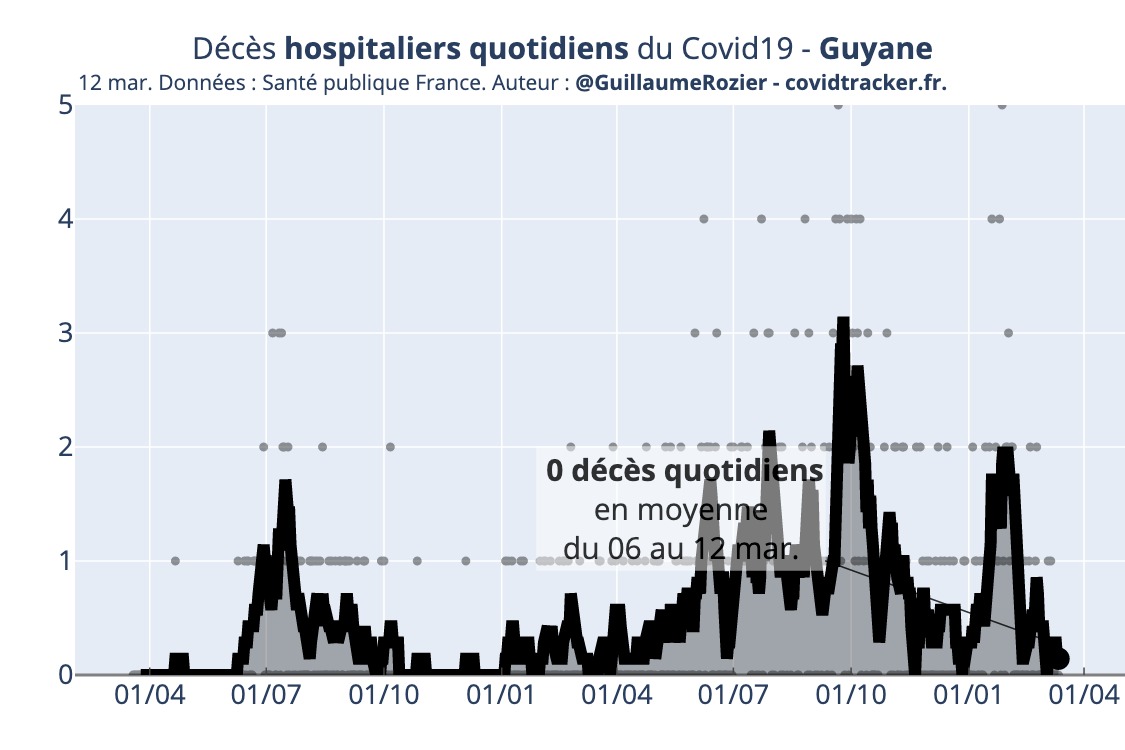 Décès hospitaliers quotidiens du Covid19 - Guyane
12 mar. Données : Santé publique France. Auteur : @GuillaumeRozier - covidtracker.fr.
5
4
3
2
1
0
0 décès quotidiens
en moyenne
du 06 au 12 mar.
01/04 01/07 01/10 01/01 01/04 01/07 01/10 01/01 01/04